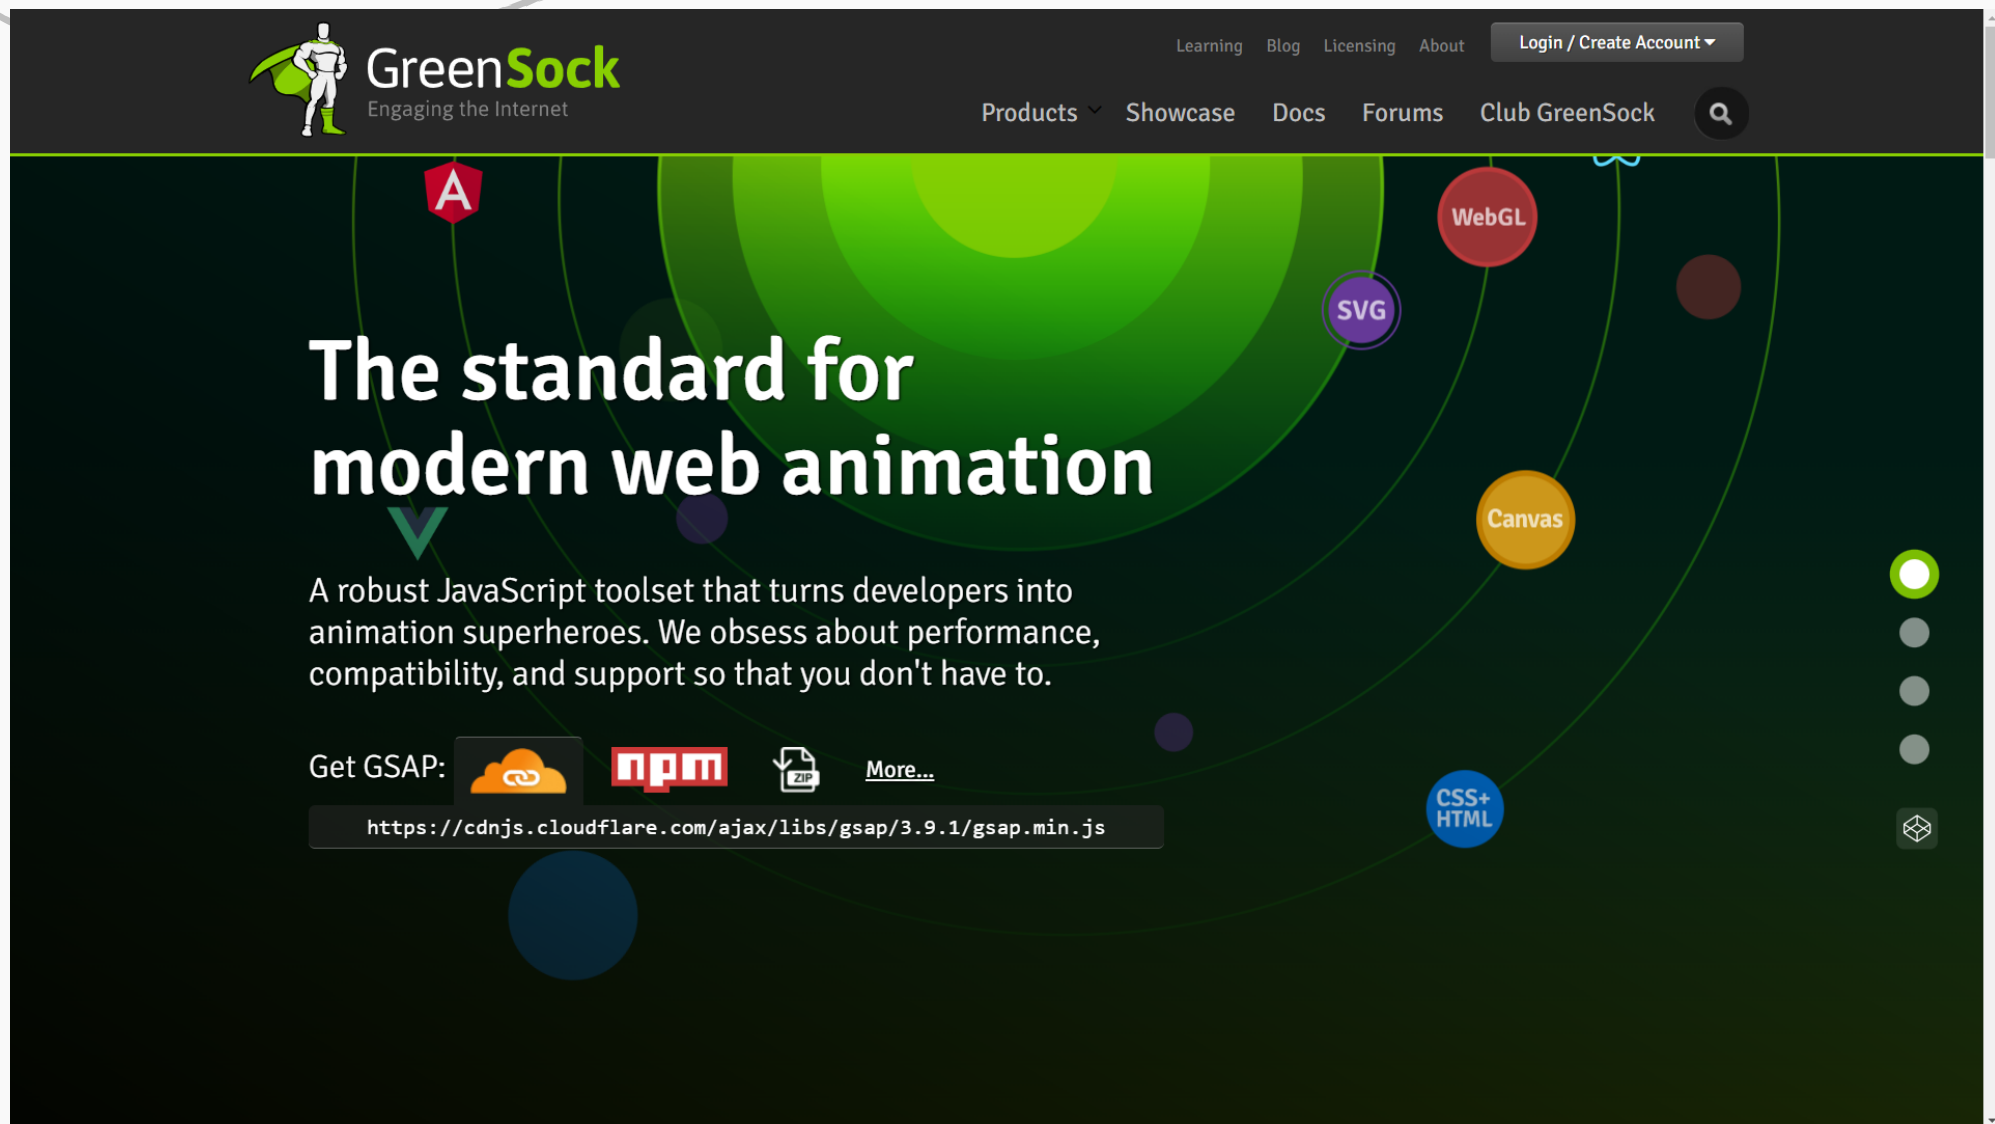 GreenSock
Engaging the Internet
Learning Blog Licensing About Login / Create Account
Products Showcase Docs Forums Club GreenSock
A
WebGL
SVG
The standard for
modern web animation
Canvas
A robust JavaScript toolset that turns developers into
animation superheroes. We obsess about performance,
compatibility, and support so that you don't have to.
Get GSAP: npm ZIP More...
https://cdnjs.cloudflare.com/ajax/libs/gsap/3.9.1/gsap.min.js
CSS+
HTML